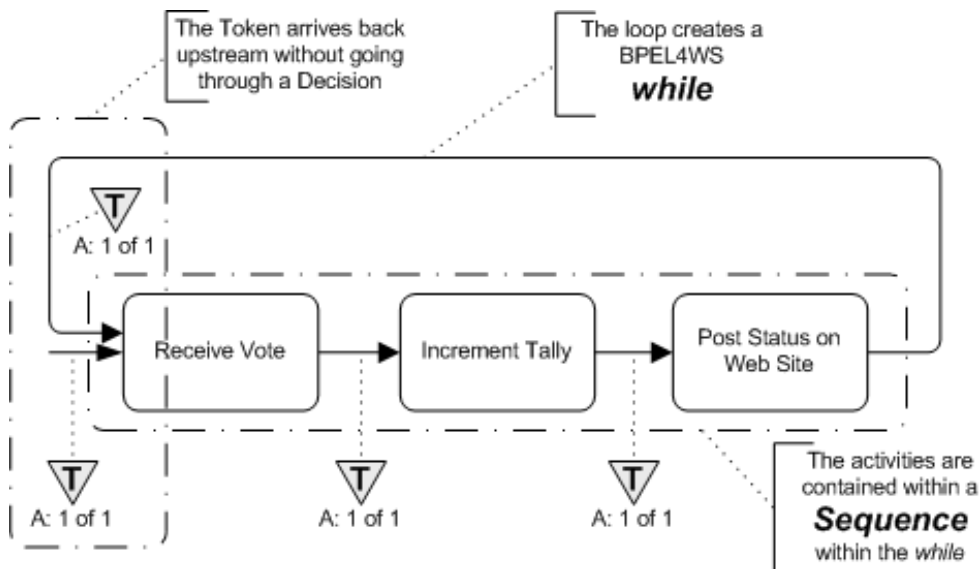 The Token arrives back
upstream without going
through a Decision
The loop creates a
BPEL4WS
while
T
A: 1 of 1
Receive Vote
Increment Tally
Post Status on
Web Site
T
A: 1 of 1
T
A: 1 of 1
T
A: 1 of 1
The activities are
contained within a
Sequence
within the while